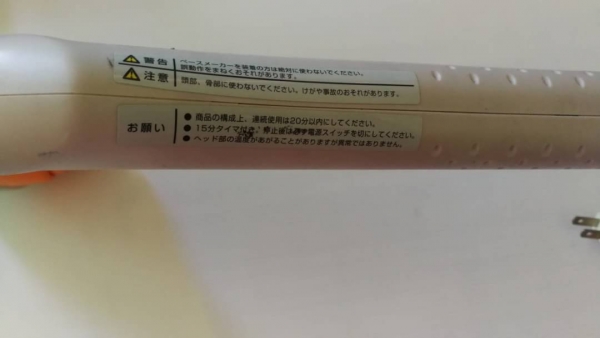 警告 ペースメーカーを装着の方は絶対に使わないでください。
誤動作をまねくおそれがあります。
注意 頭部、骨部に使わないでください。けがや事故のおそれがあります。
お願い
● 商品の構成上、連続使用は20分以内にしてください。
● 15分タイマ付き。停止後は必ず電源スイッチを切にしてください。
● ヘッド部の温度があがることがありますが異常ではありません。